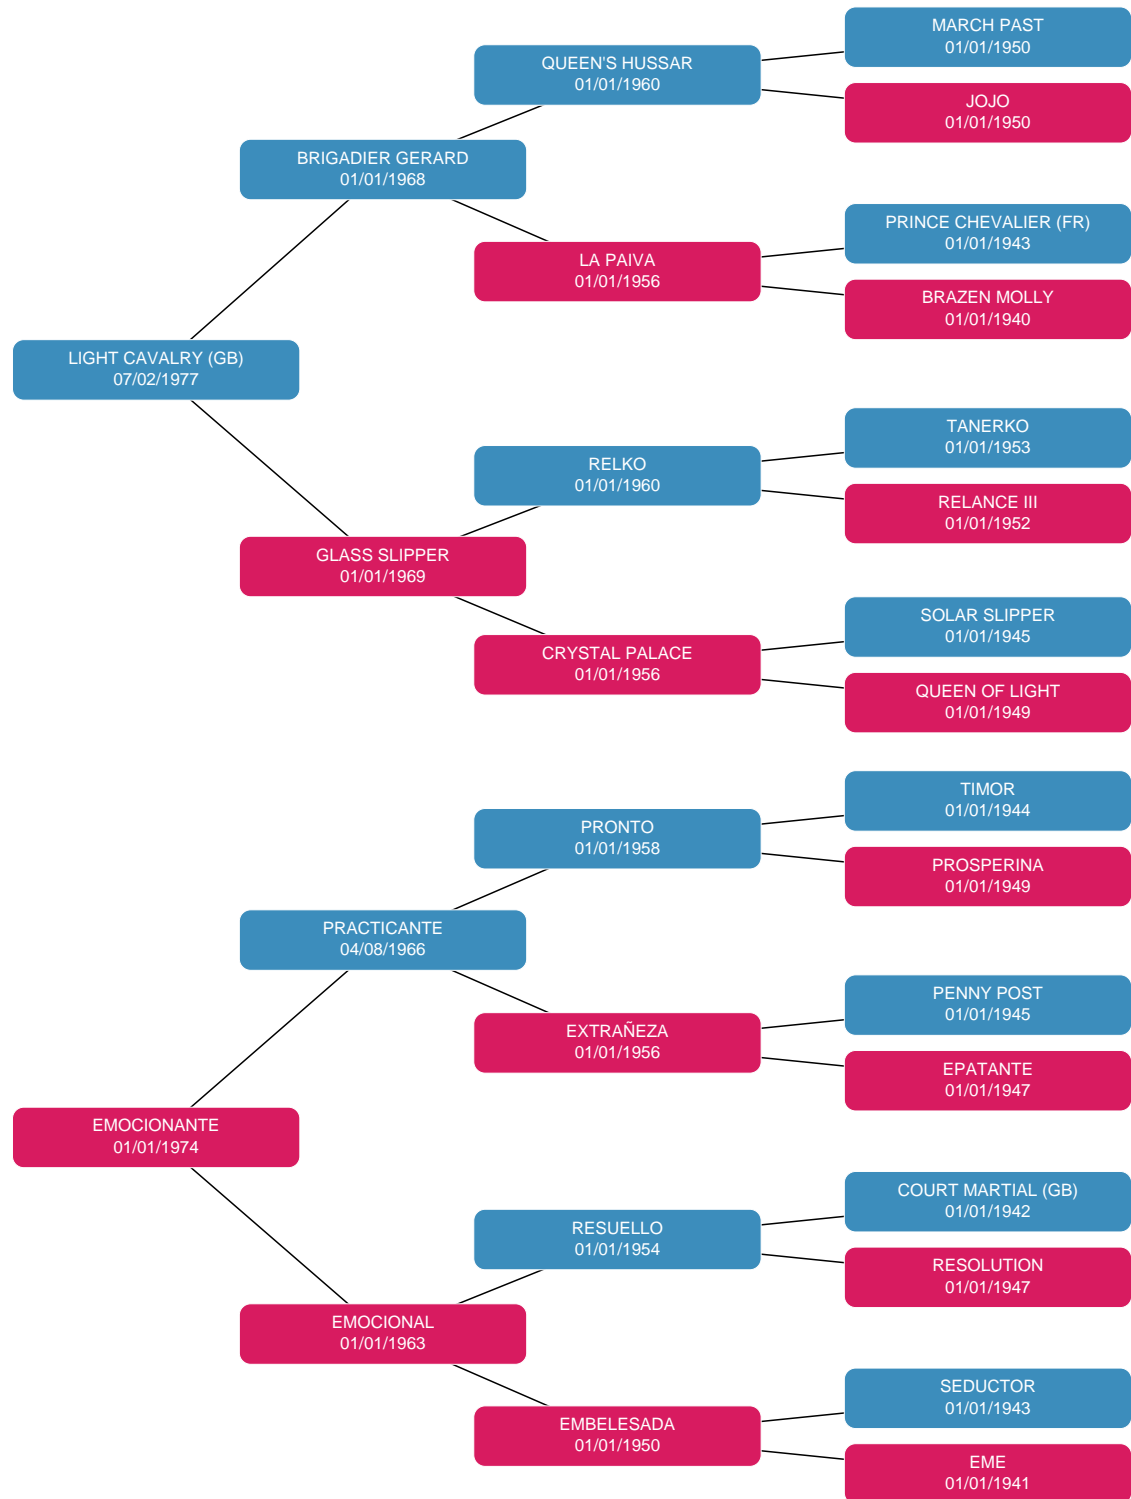 MARCH PAST
01/01/1950
QUEEN'S HUSSAR
01/01/1960
JOJO
01/01/1950
BRIGADIER GERARD
01/01/1968
PRINCE CHEVALIER (FR)
01/01/1943
LA PAIVA
01/01/1956
BRAZEN MOLLY
01/01/1940
LIGHT CAVALRY (GB)
07/02/1977
TANERKO
01/01/1953
RELKO
01/01/1960
RELANCE III
01/01/1952
GLASS SLIPPER
01/01/1969
SOLAR SLIPPER
01/01/1945
CRYSTAL PALACE
01/01/1956
QUEEN OF LIGHT
01/01/1949
TIMOR
01/01/1944
PRONTO
01/01/1958
PROSPERINA
01/01/1949
PRACTICANTE
04/08/1966
PENNY POST
01/01/1945
EXTRAÑEZA
01/01/1956
EPATANTE
01/01/1947
EMOCIONANTE
01/01/1974
COURT MARTIAL (GB)
01/01/1942
RESUELLO
01/01/1954
RESOLUTION
01/01/1947
EMOCIONAL
01/01/1963
SEDUCTOR
01/01/1943
EMBELESADA
01/01/1950
EME
01/01/1941